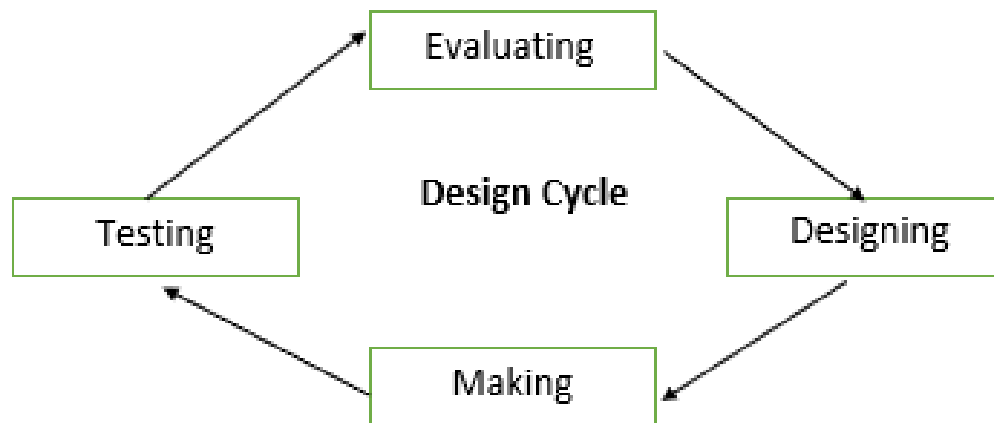 Evaluating
Design Cycle
Testing
Designing
Making